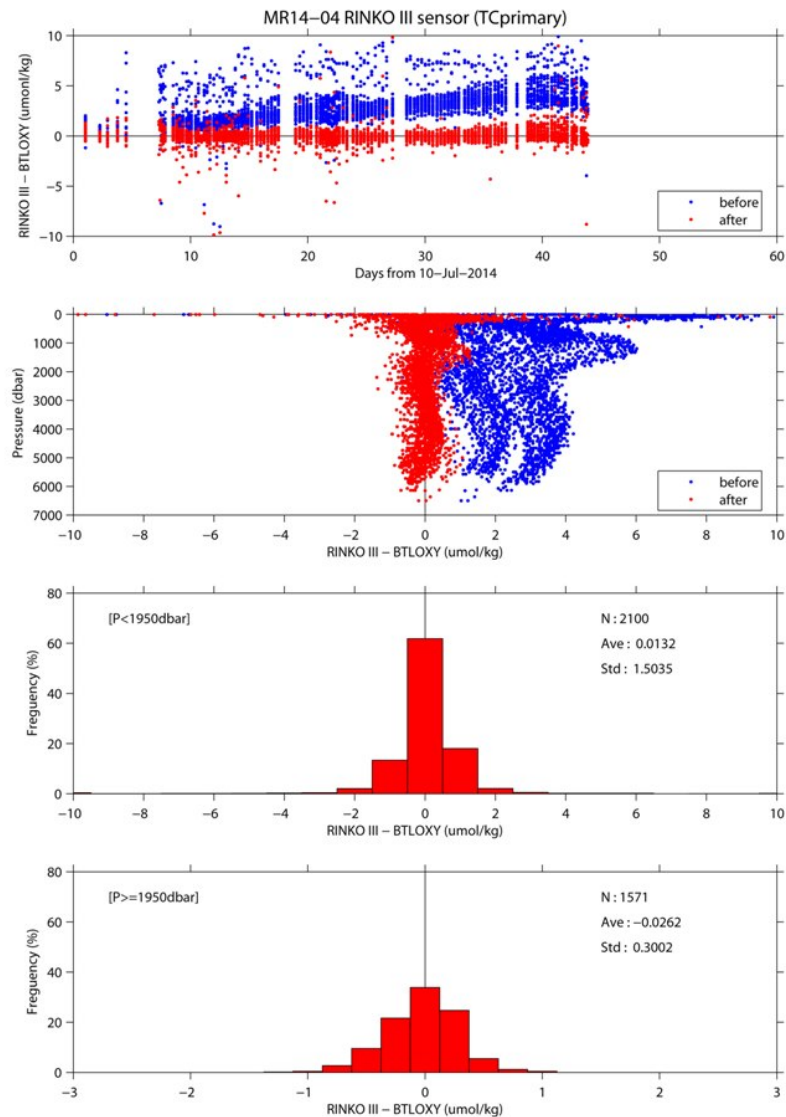 MR14−04 RINKO III sensor (TCprimary)
10
5
0
−5
−10
RINKO III − BTLOXY (umonl/kg)
before
after
0 10 20 30 40 50 60
Days from 10−Jul−2014
0
1000
2000
3000
4000
5000
6000
7000
Pressure (dbar)
before
after
−10 −8 −6 −4 −2 0 2 4 6 8 10
RINKO III − BTLOXY (umol/kg)
80
60
40
20
0
Freguency (%)
[P<1950dbar]
N : 2100
Ave : 0.0132
Std : 1.5035
−10 −8 −6 −4 −2 0 2 4 6 8 10
RINKO III − BTLOXY (umol/kg)
80
60
40
20
0
Freguency (%)
[P>=1950dbar]
N : 1571
Ave : −0.0262
Std : 0.3002
−3 −2 −1 0 1 2 3
RINKO III − BTLOXY (umol/kg)